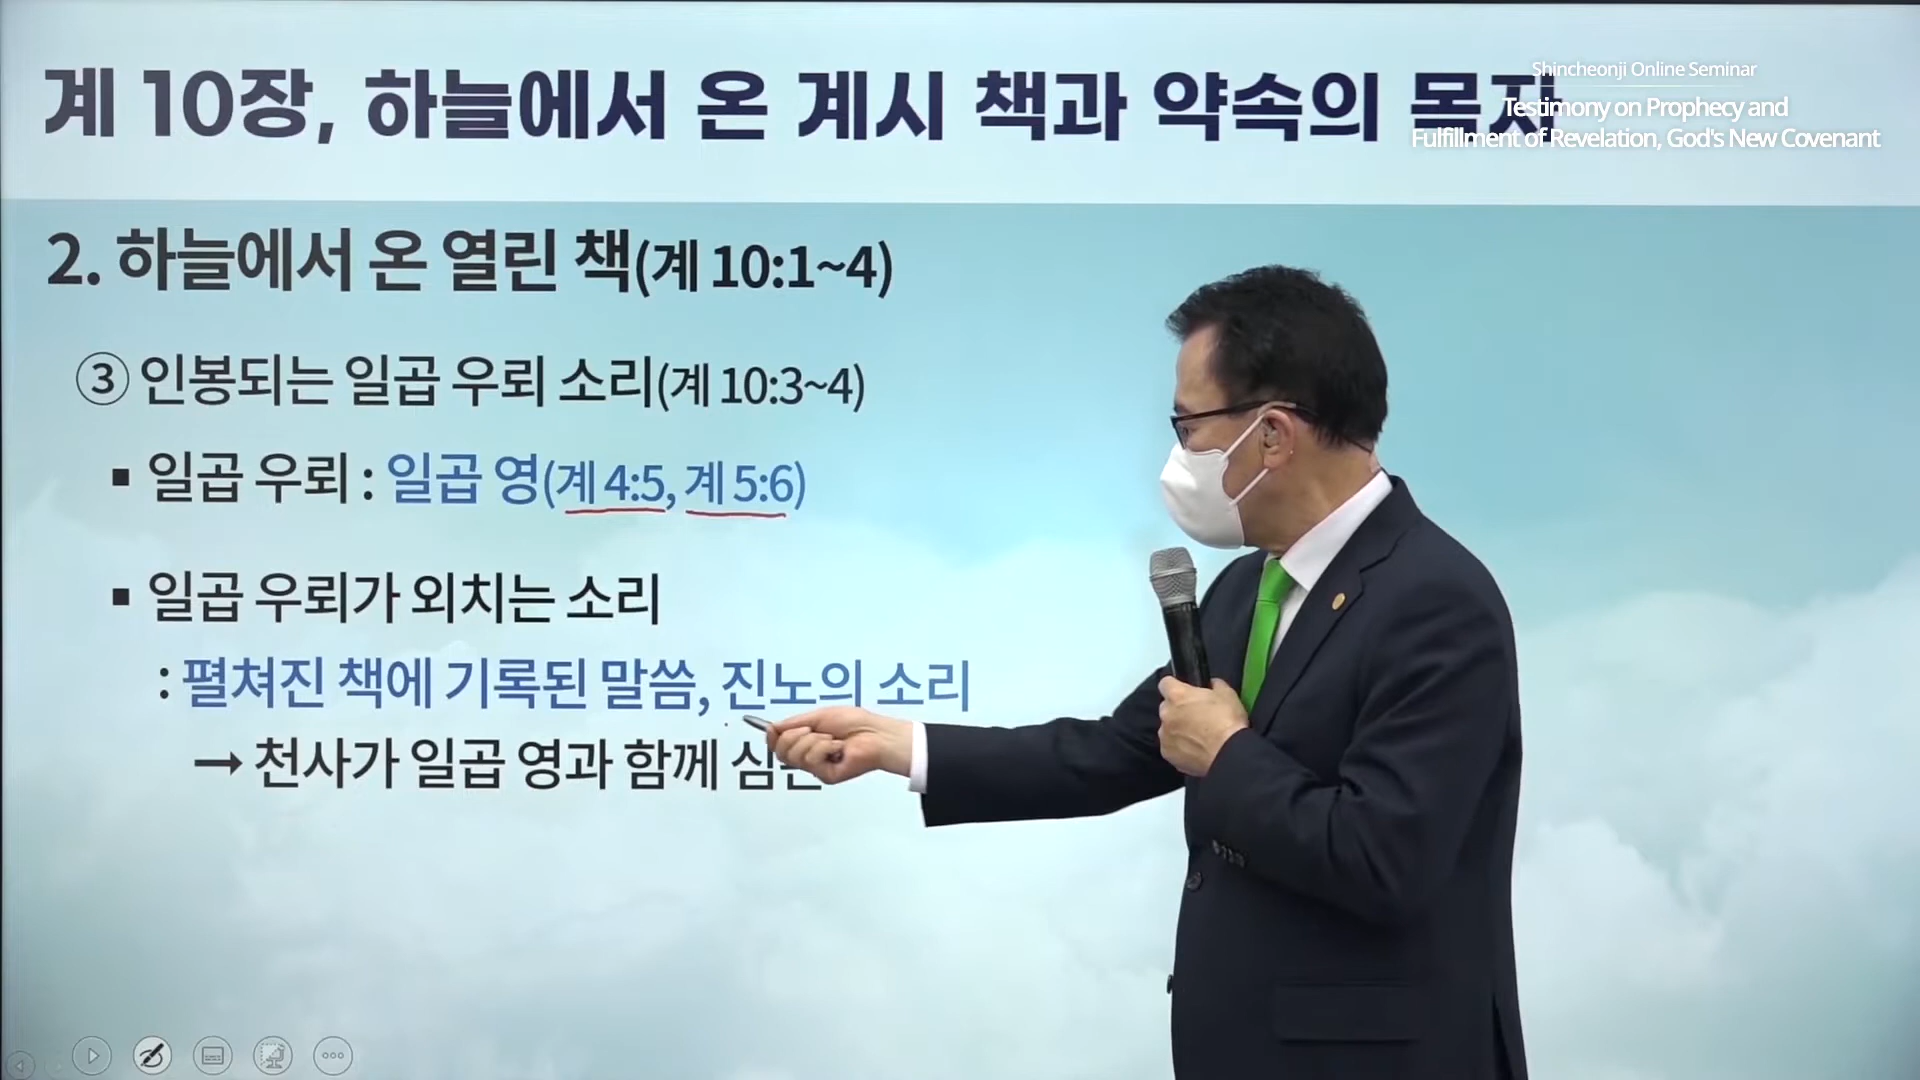 계 10장, 하늘에서 온 계시 책과 약속의 목자
Shincheonji Online Seminar
Testimony on Prophecy and
Fulfillment of Revelation, God's New Covenant
2. 하늘에서 온 열린 책(계 10:1~4)
③ 인봉되는 일곱 우뢰 소리(계 10:3~4)
▪ 일곱 우뢰 : 일곱 영(계 4:5, 계 5:6)
▪ 일곱 우뢰가 외치는 소리
: 펼쳐진 책에 기록된 말씀, 진노의 소리
→ 천사가 일곱 영과 함께